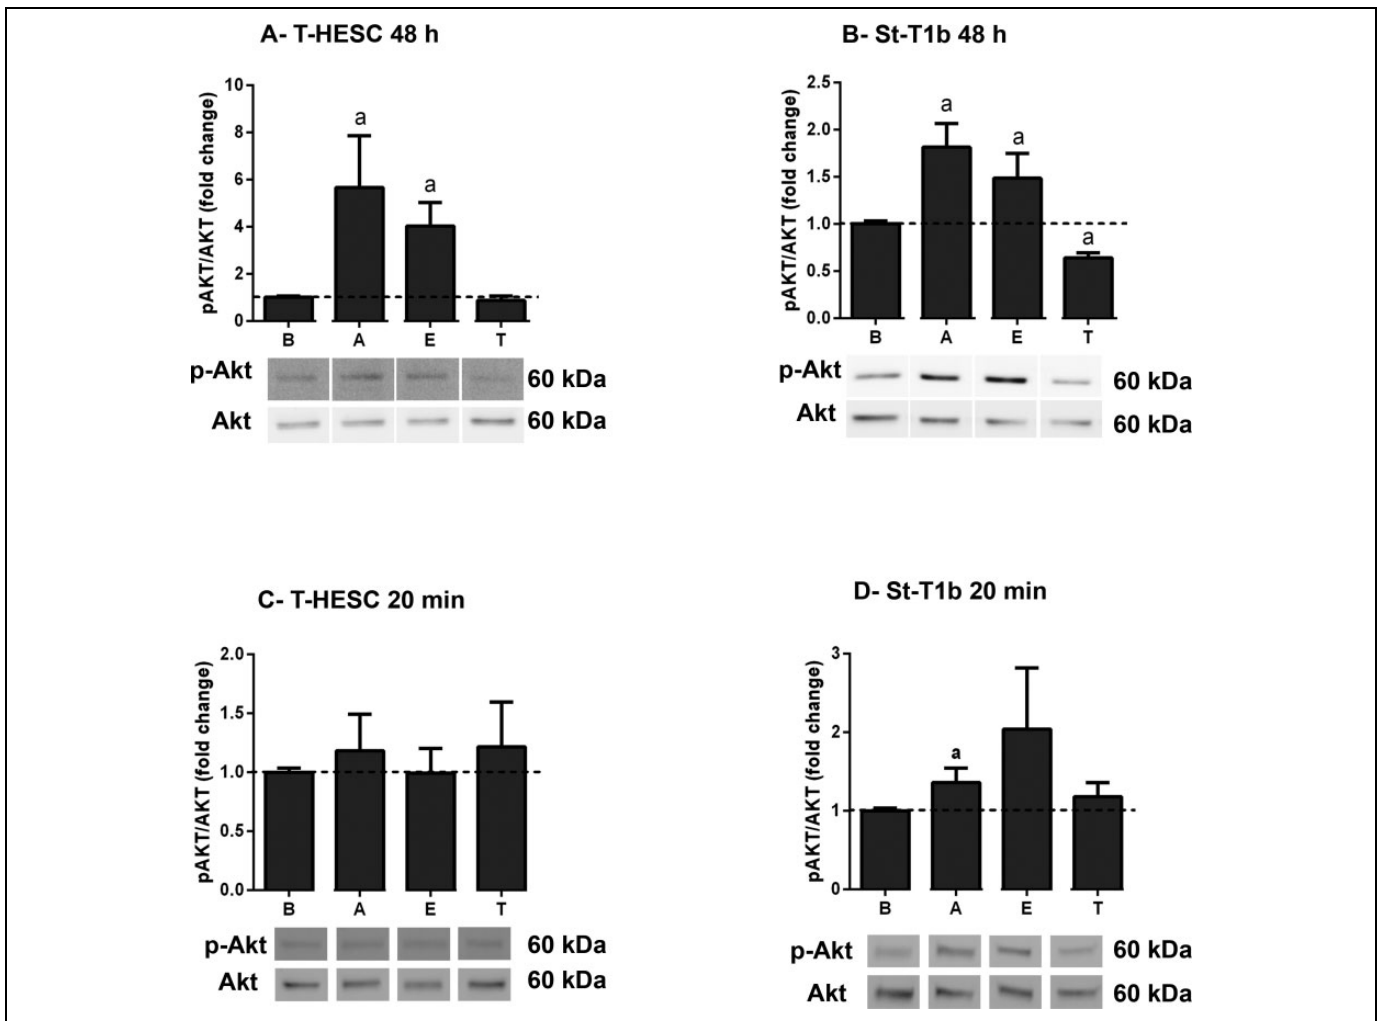 A- T-HESC 48 h
pAKT/AKT (fold change)
10
8
6
4
2
0
a
a
B A E T
p-Akt 60 kDa
Akt 60 kDa
B- St-T1b 48 h
pAKT/AKT (fold change)
2.5
2.0
1.5
1.0
0.5
0.0
a
a
a
B A E T
p-Akt 60 kDa
Akt 60 kDa
C- T-HESC 20 min
pAKT/AKT (fold change)
2.0
1.5
1.0
0.5
0.0
B A E T
p-Akt 60 kDa
Akt 60 kDa
D- St-T1b 20 min
pAKT/AKT (fold change)
3
2
1
0
a
B A E T
p-Akt 60 kDa
Akt 60 kDa